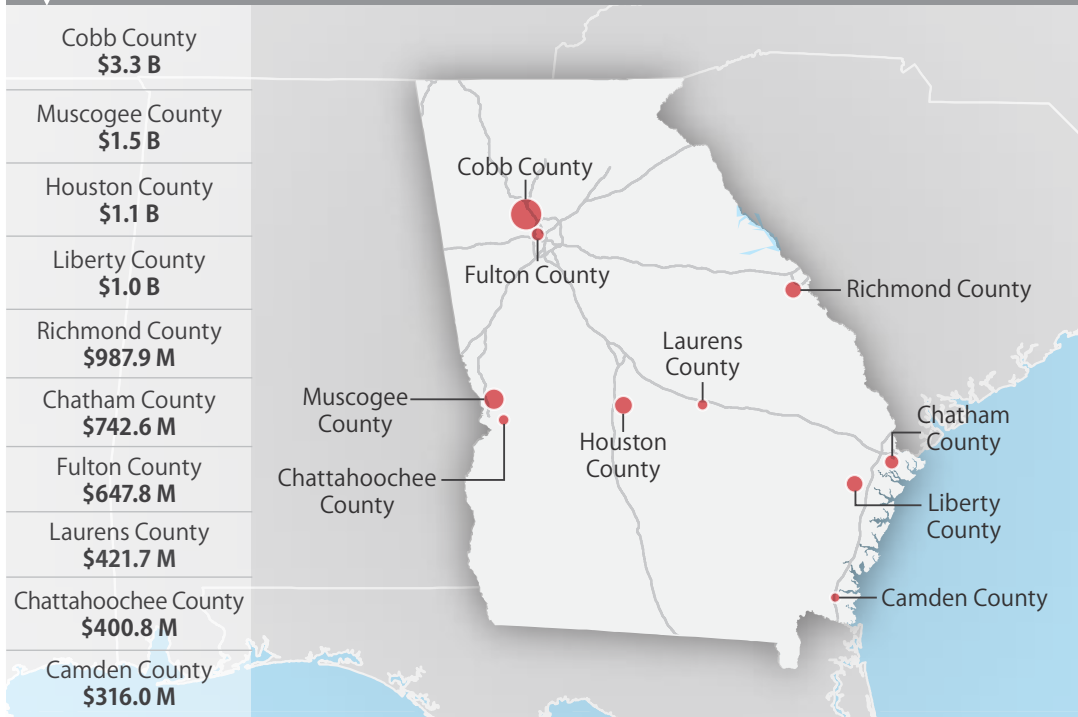 Cobb County
$3.3 B
Muscogee County
$1.5 B
Houston County
$1.1 B
Liberty County
$1.0 B
Richmond County
$987.9 M
Chatham County
$742.6 M
Fulton County
$647.8 M
Laurens County
$421.7 M
Chattahoochee County
$400.8 M
Camden County
$316.0 M
Cobb County
Fulton County
Richmond County
Laurens
County
Muscogee
County
Houston
County
Chatham
County
Chattahoochee
County
Liberty
County
Camden County